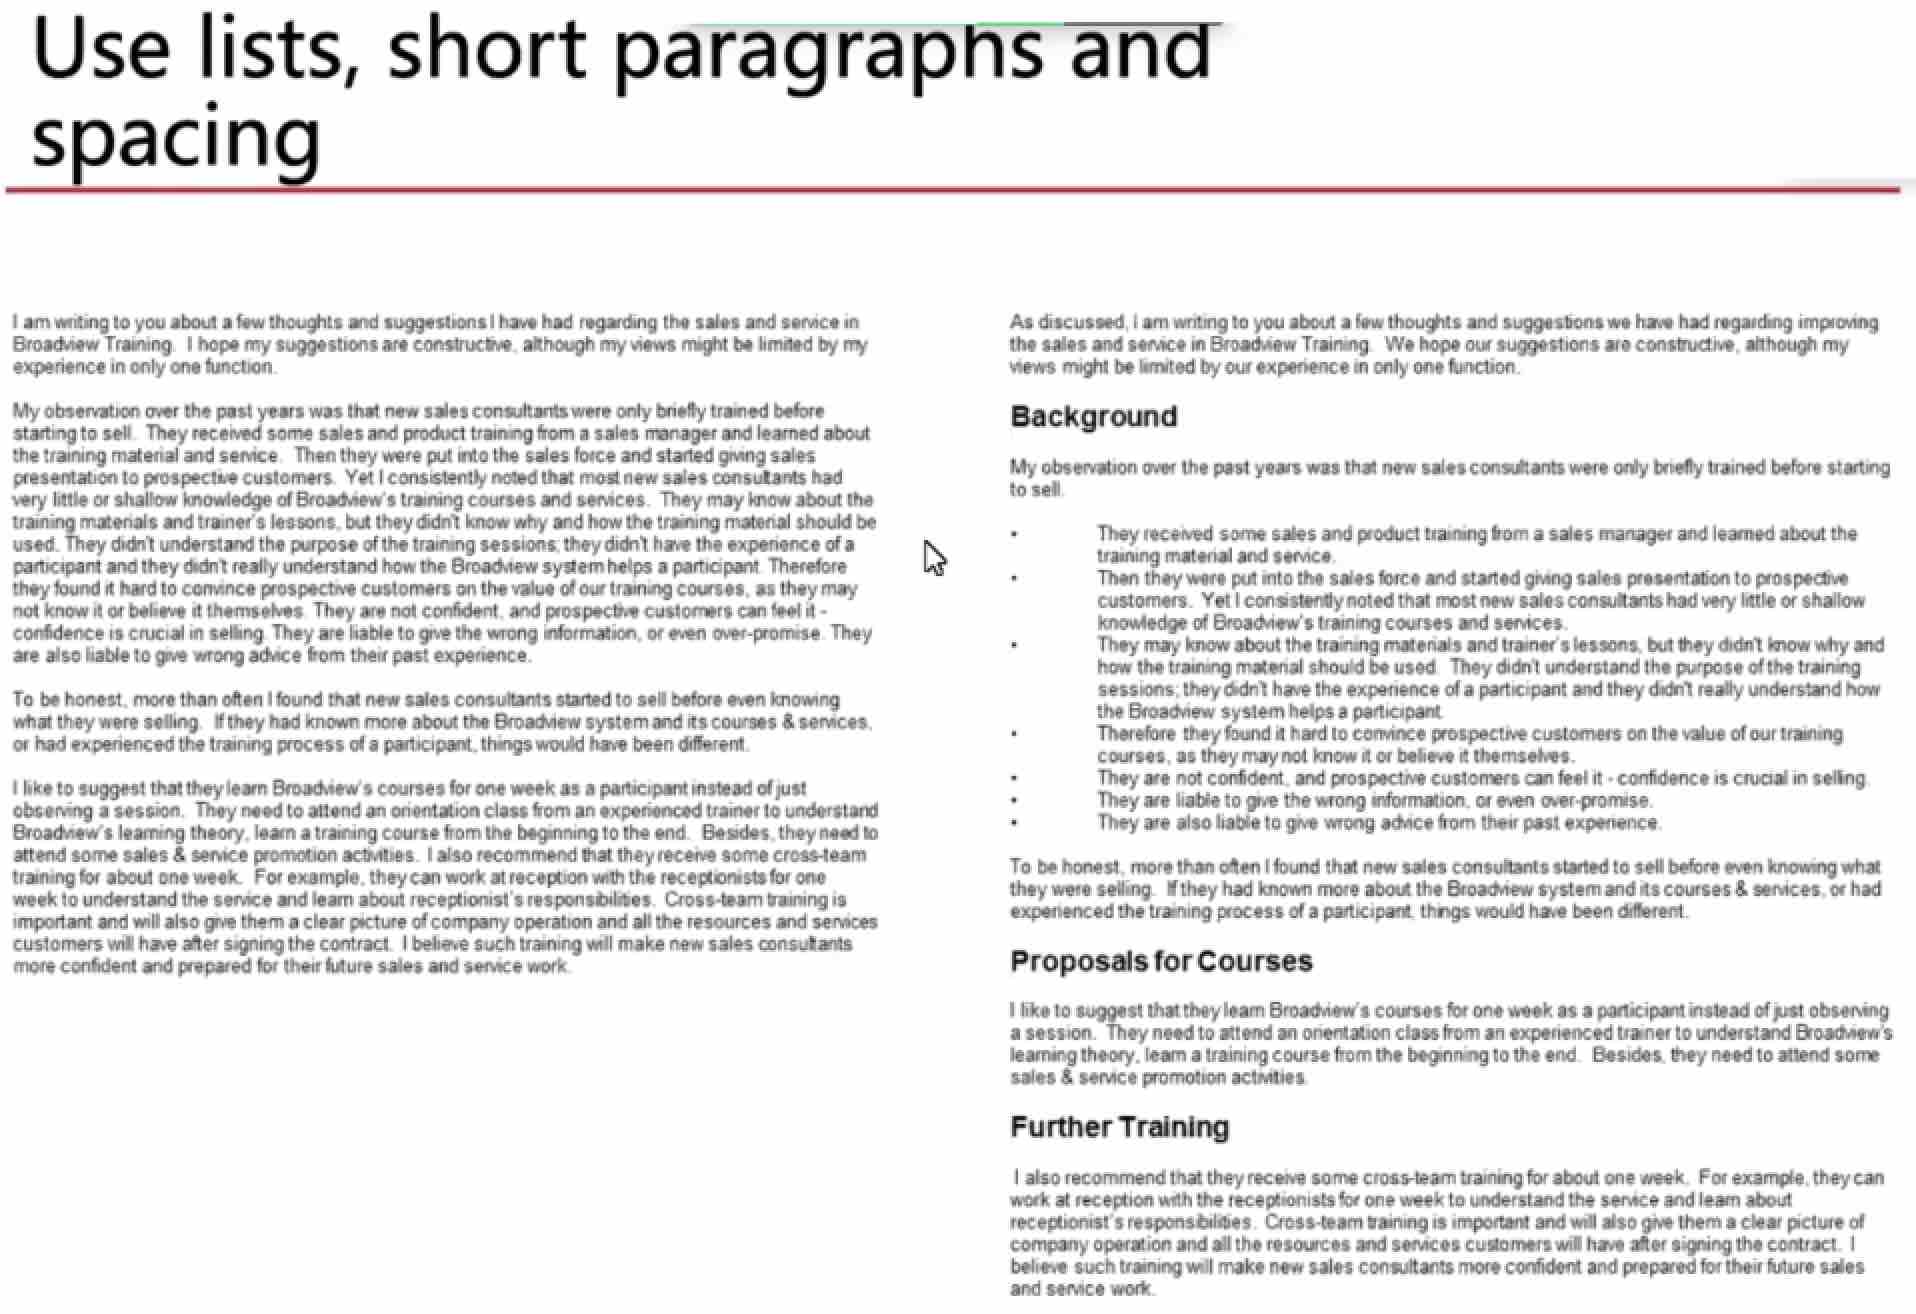 Use lists, short paragraphs and
spacing
I am writing to you about a few thoughts and suggestions I have had regarding the sales and service in
Broadview Training. I hope my suggestions are constructive, although my views might be limited by my
experience in only one function.
My observation over the past years was that new sales consultants were only briefly trained before
starting to sell. They received some sales and product training from a sales manager and learned about
the training material and service. Then they were put into the sales force and started giving sales
presentation to prospective customers. Yet I consistently noted that most new sales consultants had
very little or shallow knowledge of Broadview's training courses and services. They may know about the
training materials and trainer's lessons, but they didn't know why and how the training material should be
used. They didn't understand the purpose of the training sessions; they didn't have the experience of a
participant and they didn't really understand how the Broadview system helps a participant. Therefore
they found it hard to convince prospective customers on the value of our training courses, as they may
not know it or believe it themselves. They are not confident, and prospective customers can feel it -
confidence is crucial in selling. They are liable to give the wrong information, or even over-promise. They
are also liable to give wrong advice from their past experience.
To be honest, more than often I found that new sales consultants started to sell before even knowing
what they were selling. If they had known more about the Broadview system and its courses & services,
or had experienced the training process of a participant, things would have been different.
I like to suggest that they learn Broadview's courses for one week as a participant instead of just
observing a session. They need to attend an orientation class from an experienced trainer to understand
Broadview's learning theory, learn a training course from the beginning to the end. Besides, they need to
attend some sales & service promotion activities. I also recommend that they receive some cross-team
training for about one week. For example, they can work at reception with the receptionists for one
week to understand the service and learn about receptionist's responsibilities. Cross-team training is
important and will also give them a clear picture of company operation and all the resources and services
customers will have after signing the contract. I believe such training will make new sales consultants
more confident and prepared for their future sales and service work.
As discussed, I am writing to you about a few thoughts and suggestions we have had regarding improving
the sales and service in Broadview Training. We hope our suggestions are constructive, although my
views might be limited by our experience in only one function.
Background
My observation over the past years was that new sales consultants were only briefly trained before starting
to sell.
• They received some sales and product training from a sales manager and learned about the
training material and service.
• Then they were put into the sales force and started giving sales presentation to prospective
customers. Yet I consistently noted that most new sales consultants had very little or shallow
knowledge of Broadview's training courses and services.
• They may know about the training materials and trainer's lessons, but they didn't know why and
how the training material should be used. They didn't understand the purpose of the training
sessions; they didn't have the experience of a participant and they didn't really understand how
the Broadview system helps a participant.
• Therefore they found it hard to convince prospective customers on the value of our training
courses, as they may not know it or believe it themselves.
• They are not confident, and prospective customers can feel it - confidence is crucial in selling.
• They are liable to give the wrong information, or even over-promise.
• They are also liable to give wrong advice from their past experience.
To be honest, more than often I found that new sales consultants started to sell before even knowing what
they were selling. If they had known more about the Broadview system and its courses & services, or had
experienced the training process of a participant, things would have been different.
Proposals for Courses
I like to suggest that they learn Broadview's courses for one week as a participant instead of just observing
a session. They need to attend an orientation class from an experienced trainer to understand Broadview's
learning theory, learn a training course from the beginning to the end. Besides, they need to attend some
sales & service promotion activities.
Further Training
I also recommend that they receive some cross-team training for about one week. For example, they can
work at reception with the receptionists for one week to understand the service and learn about
receptionist's responsibilities. Cross-team training is important and will also give them a clear picture of
company operation and all the resources and services customers will have after signing the contract. I
believe such training will make new sales consultants more confident and prepared for their future sales
and service work.